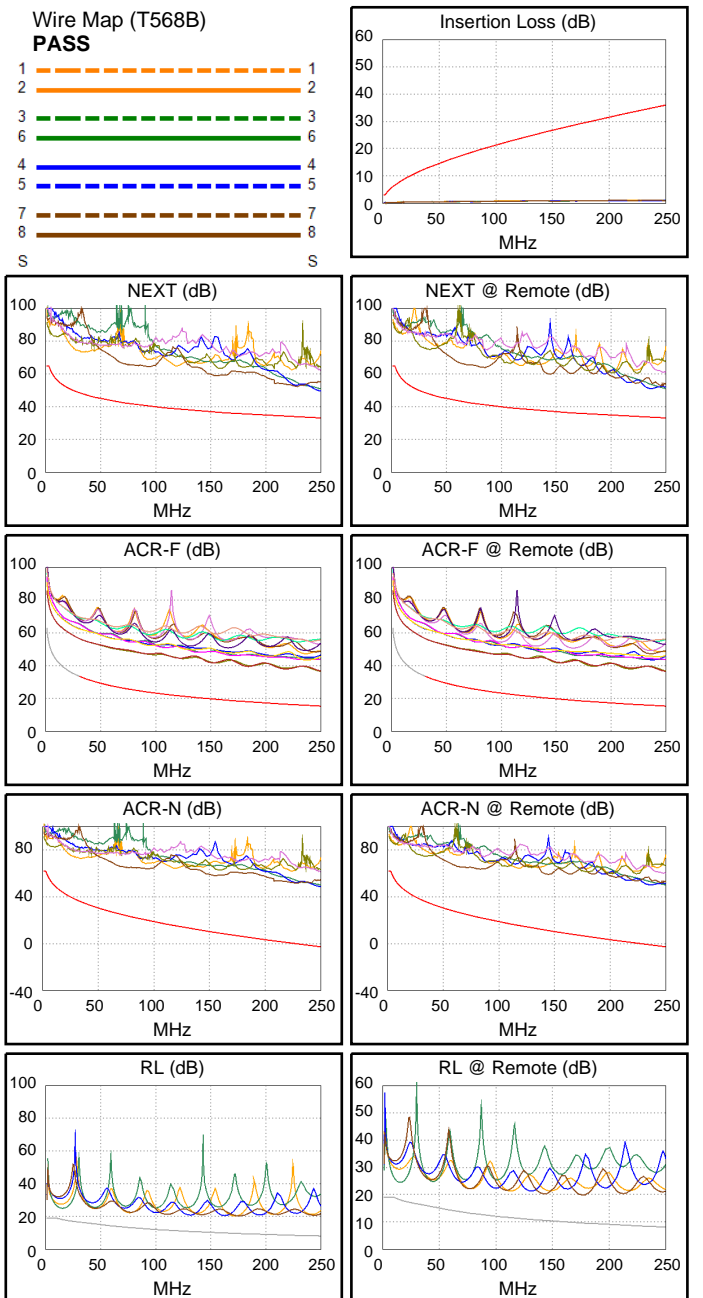 Wire Map (T568B)
PASS
1 1
2 2
3 3
6 6
4 4
5 5
7 7
8 8
S S
Insertion Loss (dB)
60
50
40
30
20
10
0
0 50 100 150 200 250
MHz
NEXT (dB)
100
80
60
40
20
0
0 50 100 150 200 250
MHz
NEXT @ Remote (dB)
100
80
60
40
20
0
0 50 100 150 200 250
MHz
ACR-F (dB)
100
80
60
40
20
0
0 50 100 150 200 250
MHz
ACR-F @ Remote (dB)
100
80
60
40
20
0
0 50 100 150 200 250
MHz
ACR-N (dB)
80
40
0
-40
0 50 100 150 200 250
MHz
ACR-N @ Remote (dB)
80
40
0
-40
0 50 100 150 200 250
MHz
RL (dB)
100
80
60
40
20
0
0 50 100 150 200 250
MHz
RL @ Remote (dB)
60
50
40
30
20
10
0
0 50 100 150 200 250
MHz